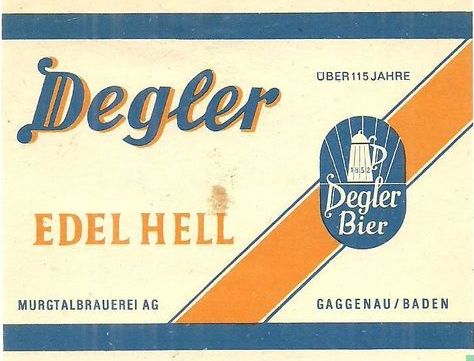 Degler
ÜBER 115 JAHRE
1852
Degler
Bier
EDEL HELL
MURGTALBRAUEREI AG
GAGGENAU/BADEN